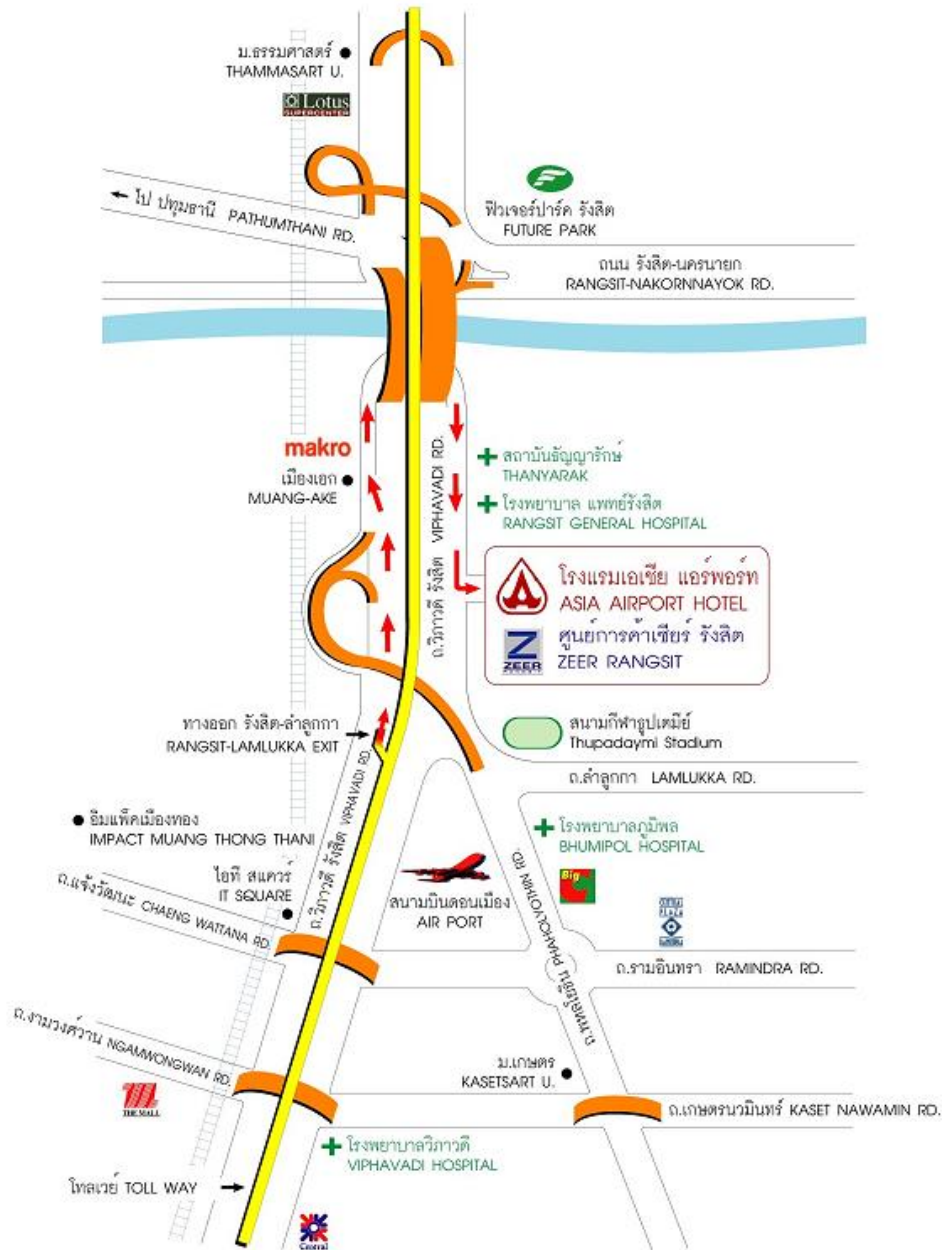 ม.ธรรมศาสตร์
THAMMASART U.
Lotus
SUPERCENTER
← ไป ปทุมธานี PATHUMTHANI RD.
ฟิวเจอร์ปาร์ค รังสิต
FUTURE PARK
ถนน รังสิต-นครนายก
RANGSIT-NAKORNNAYOK RD.
makro
เมืองเอก
MUANG-AKE
ถ.วิภาวดี รังสิต VIPHAVADI RD.
สถาบันธัญญารักษ์
THANYARAK
โรงพยาบาล แพทย์รังสิต
RANGSIT GENERAL HOSPITAL
โรงแรมเอเชีย แอร์พอร์ท
ASIA AIRPORT HOTEL
Z
ZEER
ศูนย์การค้าเซียร์ รังสิต
ZEER RANGSIT
ทางออก รังสิต-ลำลูกกา
RANGSIT-LAMLUKKA EXIT
สนามกีฬาธูปเตมีย์
Thupadaymi Stadium
ถ.ลำลูกกา LAMLUKKA RD.
ถ.วิภาวดี รังสิต VIPHAVADI RD.
อิมแพ็คเมืองทอง
IMPACT MUANG THONG THANI
โรงพยาบาลภูมิพล
BHUMIPOL HOSPITAL
Big
ไอที สแควร์
IT SQUARE
ถ.แจ้งวัฒนะ CHAENG WATTANA RD.
สนามบินดอนเมือง
AIR PORT
ถ.พหลโยธิน PHAHOLYOTHIN RD.
ถ.รามอินทรา RAMINDRA RD.
ถ.งามวงศ์วาน NGAMWONGWAN RD.
ม.เกษตร
KASETSART U.
THE MALL
ถ.เกษตรนวมินทร์ KASET NAWAMIN RD.
โรงพยาบาลวิภาวดี
VIPHAVADI HOSPITAL
โทลเวย์ TOLL WAY
Central